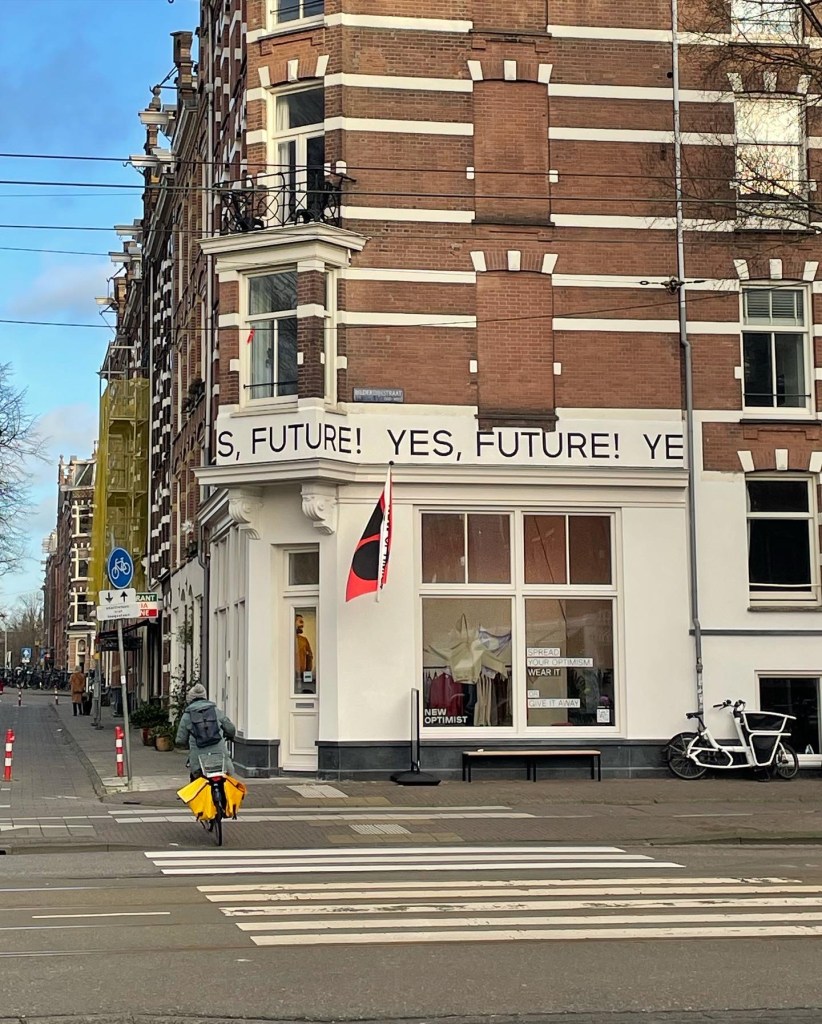 S, FUTURE! YES, FUTURE! YE
SPREAD
YOUR OPTIMISM
WEAR IT
GIVE IT AWAY
NEW
OPTIMIST